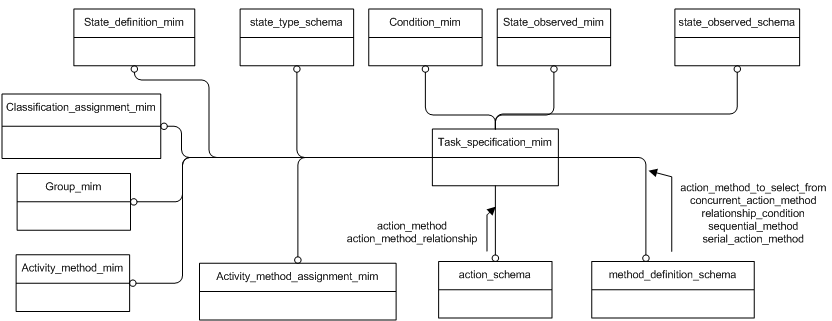 State_definition_mim
state_type_schema
Condition_mim
State_observed_mim
state_observed_schema
Classification_assignment_mim
Task_specification_mim
Group_mim
action_method_to_select_from
concurrent_action_method
relationship_condition
sequential_method
serial_action_method
action_method
action_method_relationship
Activity_method_mim
Activity_method_assignment_mim
action_schema
method_definition_schema